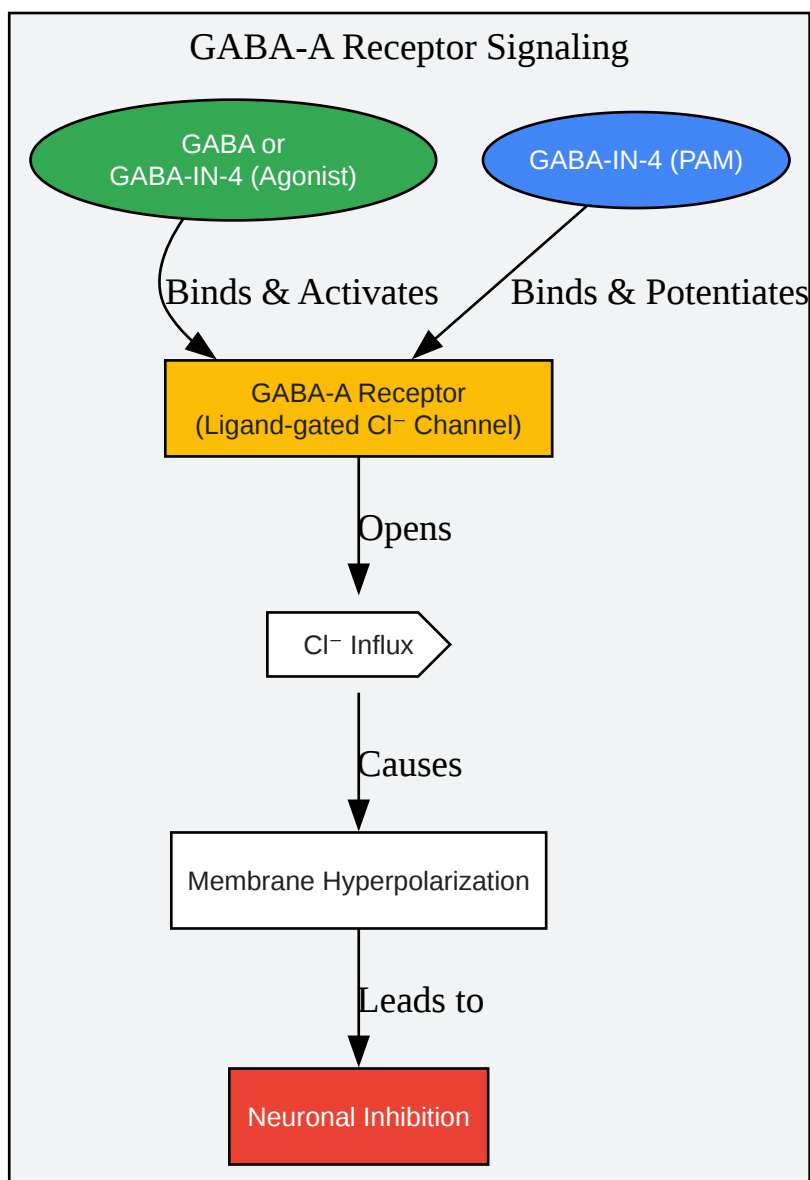 GABA-A Receptor Signaling
GABA or
GABA-IN-4 (Agonist)
GABA-IN-4 (PAM)
Binds & Activates
Binds & Potentiates
GABA-A Receptor
(Ligand-gated Cl⁻ Channel)
Opens
Cl⁻ Influx
Causes
Membrane Hyperpolarization
Leads to
Neuronal Inhibition